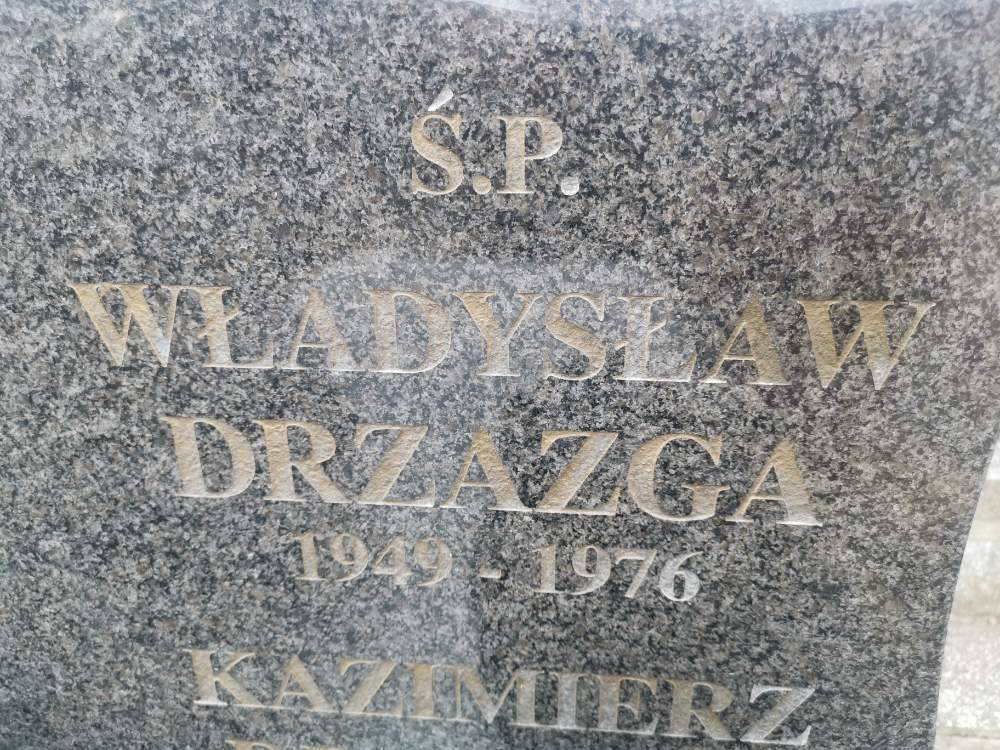 Ś.P.
WŁADYSŁAW
DRZAZGA
1949 - 1976
KAZIMIERZ